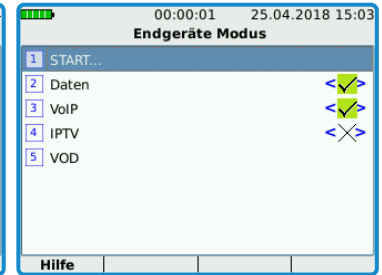 00:00:01 25.04.2018 15:03
Endgeräte Modus
1 START...
2 Daten < >
3 VoIP < >
4 IPTV < >
5 VOD
Hilfe